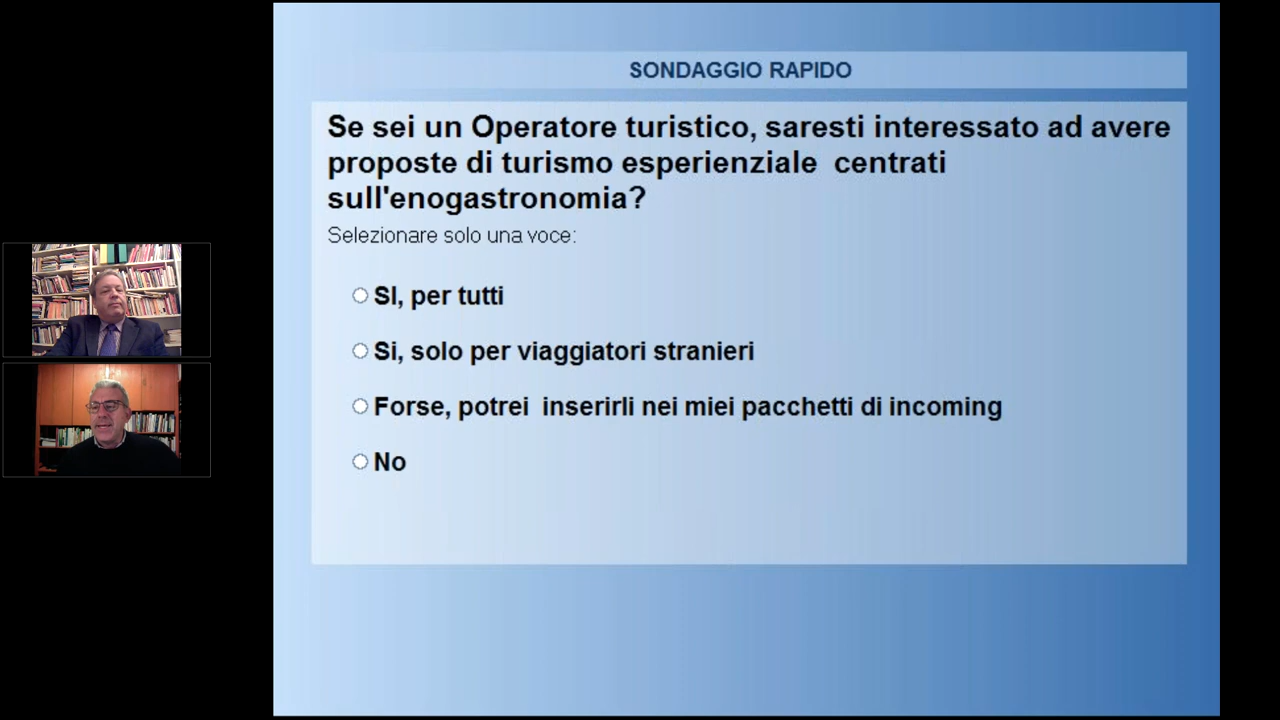 SONDAGGIO RAPIDO
Se sei un Operatore turistico, saresti interessato ad avere
proposte di turismo esperienziale  centrati
sull'enogastronomia?
Selezionare solo una voce:
SI, per tutti
Si, solo per viaggiatori stranieri
Forse, potrei  inserirli nei miei pacchetti di incoming
No